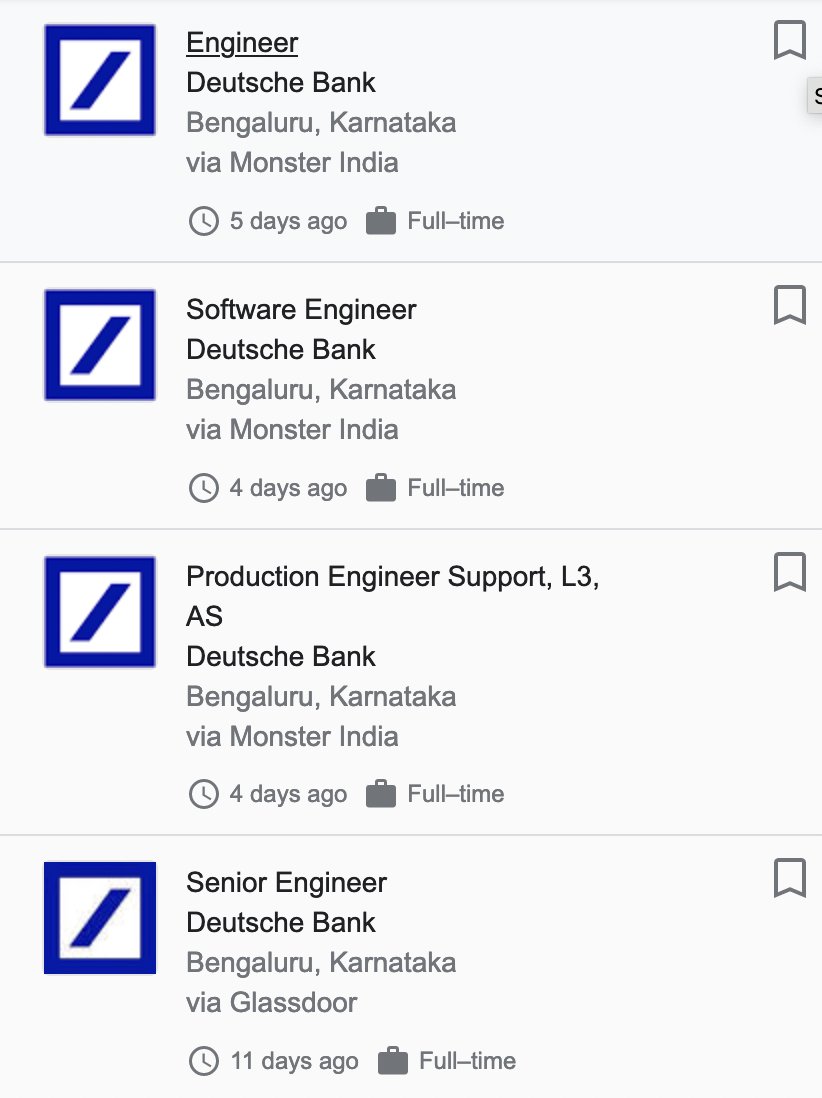 Engineer
Deutsche Bank
Bengaluru, Karnataka
via Monster India
5 days ago Full–time
Software Engineer
Deutsche Bank
Bengaluru, Karnataka
via Monster India
4 days ago Full–time
Production Engineer Support, L3,
AS
Deutsche Bank
Bengaluru, Karnataka
via Monster India
4 days ago Full–time
Senior Engineer
Deutsche Bank
Bengaluru, Karnataka
via Glassdoor
11 days ago Full–time